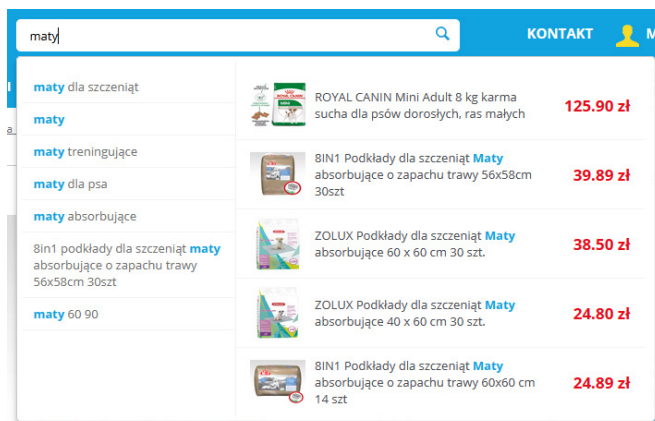 maty
KONTAKT
M
maty dla szczeniąt
maty
maty treningujące
maty dla psa
maty absorbujące
8in1 podkłady dla szczeniąt maty
absorbujące o zapachu trawy
56x58cm 30szt
maty 60 90
ROYAL CANIN Mini Adult 8 kg karma
sucha dla psów dorosłych, ras małych
125.90 zł
8IN1 Podkłady dla szczeniąt Maty
absorbujące o zapachu trawy 56x58cm
30szt
39.89 zł
ZOLUX Podkłady dla szczeniąt Maty
absorbujące 60 x 60 cm 30 szt.
38.50 zł
ZOLUX Podkłady dla szczeniąt Maty
absorbujące 40 x 60 cm 30 szt.
24.80 zł
8IN1 Podkłady dla szczeniąt Maty
absorbujące o zapachu trawy 60x60 cm
14 szt
24.89 zł